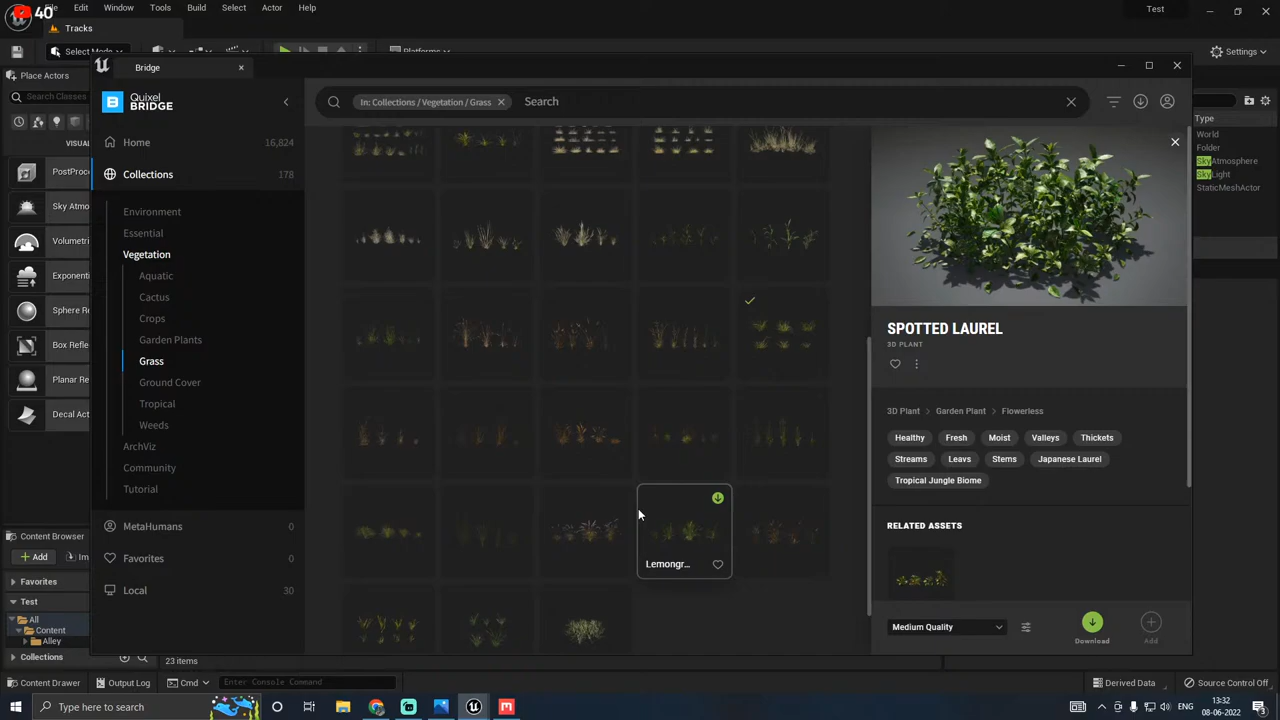 40
Edit Window Tools Build Select Actor Help
Test
Tracks
Select Mode
Platforms
Settings
Bridge
Place Actors
Search Classes
Quixel
BRIDGE
In: Collections / Vegetation / Grass
Search
Type
World
Folder
SkyAtmosphere
SkyLight
StaticMeshActor
PostProce
Sky Atmo
Volumetri
Exponenti
Sphere Re
Box Refle
Planar Re
Decal Act
Home 16,824
Collections 178
Environment
Essential
Vegetation
Aquatic
Cactus
Crops
Garden Plants
Grass
Ground Cover
Tropical
Weeds
ArchViz
Community
Tutorial
MetaHumans 0
Favorites 0
Local 30
Lemongr...
SPOTTED LAUREL
3D PLANT
3D Plant > Garden Plant > Flowerless
Healthy Fresh Moist Valleys Thickets
Streams Leavs Stems Japanese Laurel
Tropical Jungle Biome
RELATED ASSETS
Medium Quality
Download
Add
Content Browser
Add
Favorites
Test
All
Content
Alley
Collections
23 items
Content Drawer Output Log Cmd Enter Console Command Derived Data Source Control Off
Type here to search
ENG
13:32
08-06-2022
3